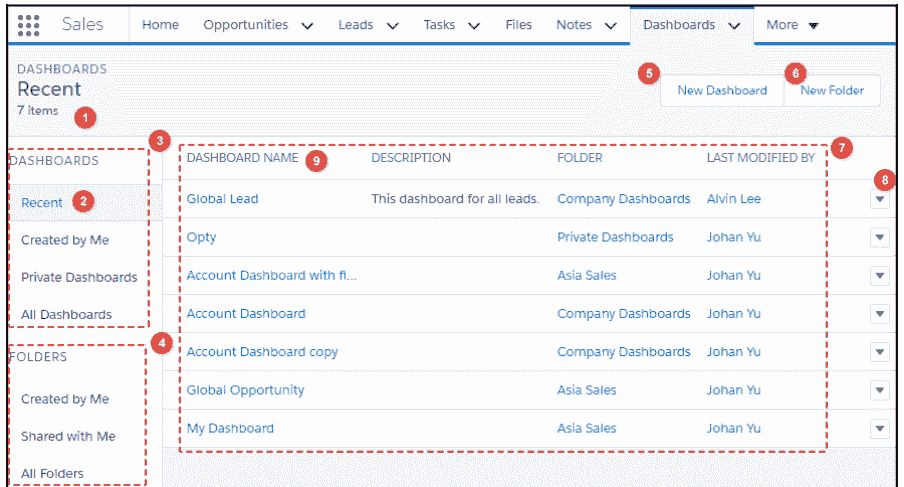 Sales Home Opportunities Leads Tasks Files Notes Dashboards More
DASHBOARDS
Recent
7 items
1
5 New Dashboard 6 New Folder
3
DASHBOARDS
Recent 2
Created by Me
Private Dashboards
All Dashboards
4
FOLDERS
Created by Me
Shared with Me
All Folders
7
DASHBOARD NAME 9 DESCRIPTION FOLDER LAST MODIFIED BY
8
Global Lead This dashboard for all leads. Company Dashboards Alvin Lee
Opty Private Dashboards Johan Yu
Account Dashboard with fi... Asia Sales Johan Yu
Account Dashboard Company Dashboards Johan Yu
Account Dashboard copy Company Dashboards Johan Yu
Global Opportunity Asia Sales Johan Yu
My Dashboard Asia Sales Johan Yu